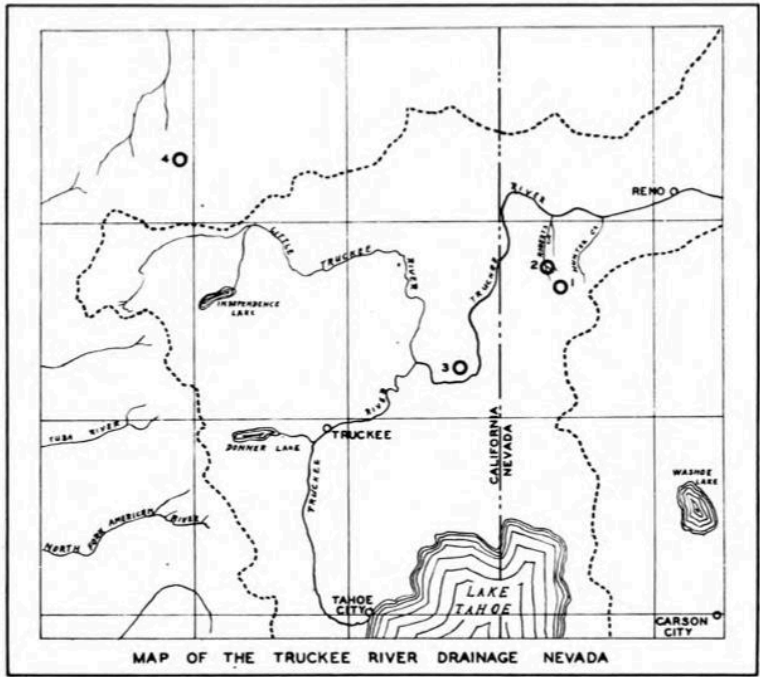 4
RENO
RIVER
LITTLE
TRUCKEE
RIVER
HUNTER CR.
2
1
TRUCKEE
INDEPENDENCE
LAKE
3
RIVER
CALIFORNIA
NEVADA
YUBA RIVER
TRUCKEE
DONNER LAKE
TRUCKEE
WASHOE
LAKE
NORTH FORK AMERICAN RIVER
TAHOE
CITY
LAKE
TAHOE
CARSON
CITY
MAP OF THE TRUCKEE RIVER DRAINAGE NEVADA